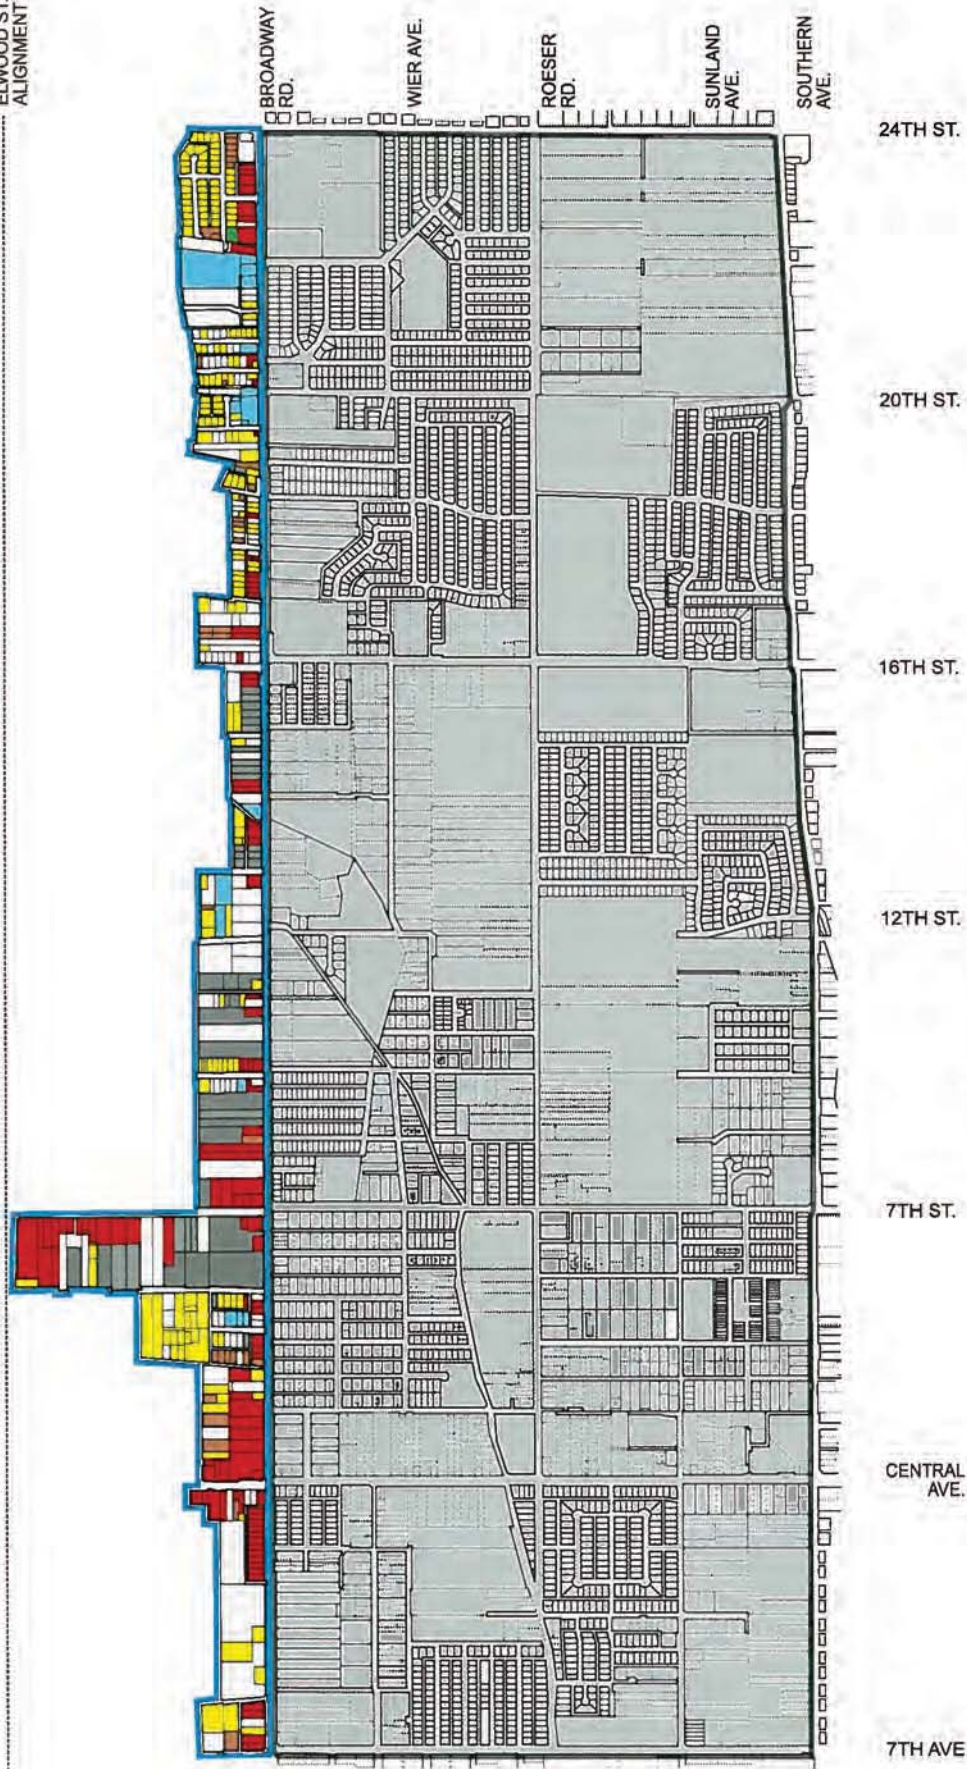 ELWOOD ST.
ALIGNMENT
BROADWAY
RD.
WIER AVE.
ROESER
RD.
SUNLAND
AVE.
SOUTHERN
AVE.
24TH ST.
20TH ST.
16TH ST.
12TH ST.
7TH ST.
CENTRAL
AVE.
7TH AVE